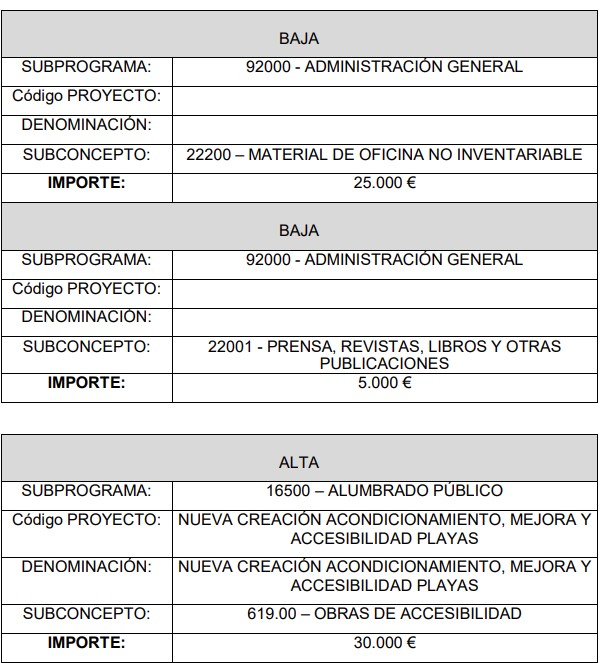 BAJA
SUBPROGRAMA: 92000 - ADMINISTRACIÓN GENERAL
Código PROYECTO:
DENOMINACIÓN:
SUBCONCEPTO: 22200 – MATERIAL DE OFICINA NO INVENTARIABLE
IMPORTE: 25.000 €
BAJA
SUBPROGRAMA: 92000 - ADMINISTRACIÓN GENERAL
Código PROYECTO:
DENOMINACIÓN:
SUBCONCEPTO: 22001 - PRENSA, REVISTAS, LIBROS Y OTRAS
PUBLICACIONES
IMPORTE: 5.000 €
ALTA
SUBPROGRAMA: 16500 – ALUMBRADO PÚBLICO
Código PROYECTO: NUEVA CREACIÓN ACONDICIONAMIENTO, MEJORA Y
ACCESIBILIDAD PLAYAS
DENOMINACIÓN: NUEVA CREACIÓN ACONDICIONAMIENTO, MEJORA Y
ACCESIBILIDAD PLAYAS
SUBCONCEPTO: 619.00 – OBRAS DE ACCESIBILIDAD
IMPORTE: 30.000 €